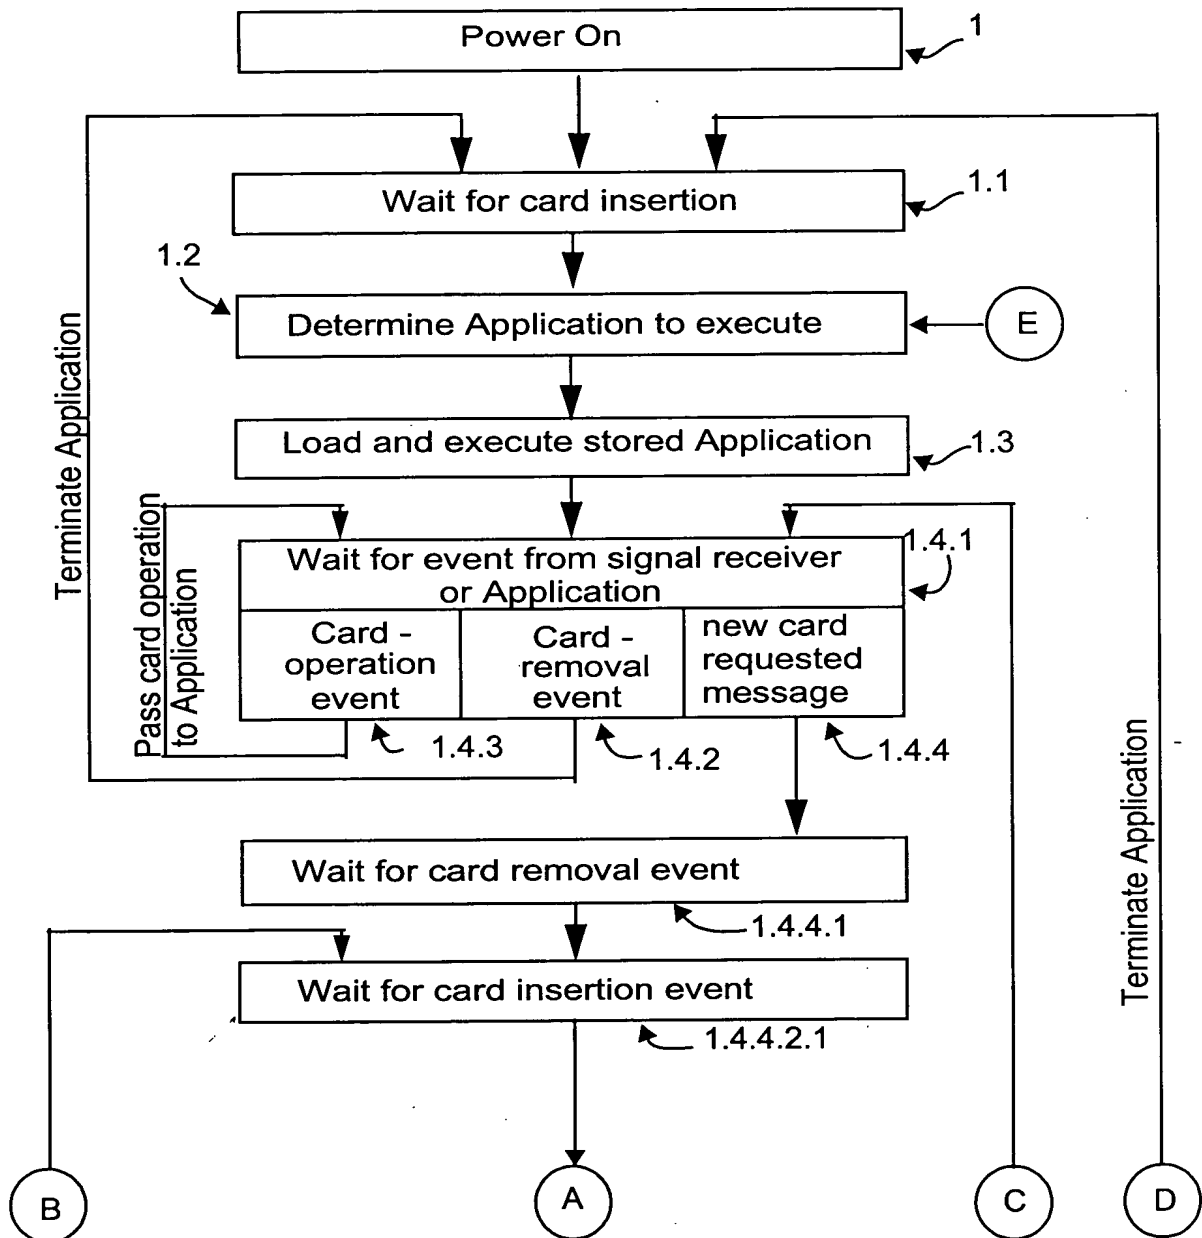 Power On
1
Wait for card insertion
1.1
1.2
Determine Application to execute
E
Load and execute stored Application
1.3
Terminate Application
Pass card operation
to Application
Wait for event from signal receiver
or Application
1.4.1
Card -
operation
event
Card -
removal
event
new card
requested
message
1.4.3
1.4.2
1.4.4
Terminate Application
Wait for card removal event
1.4.4.1
Wait for card insertion event
1.4.4.2.1
B
A
C
D